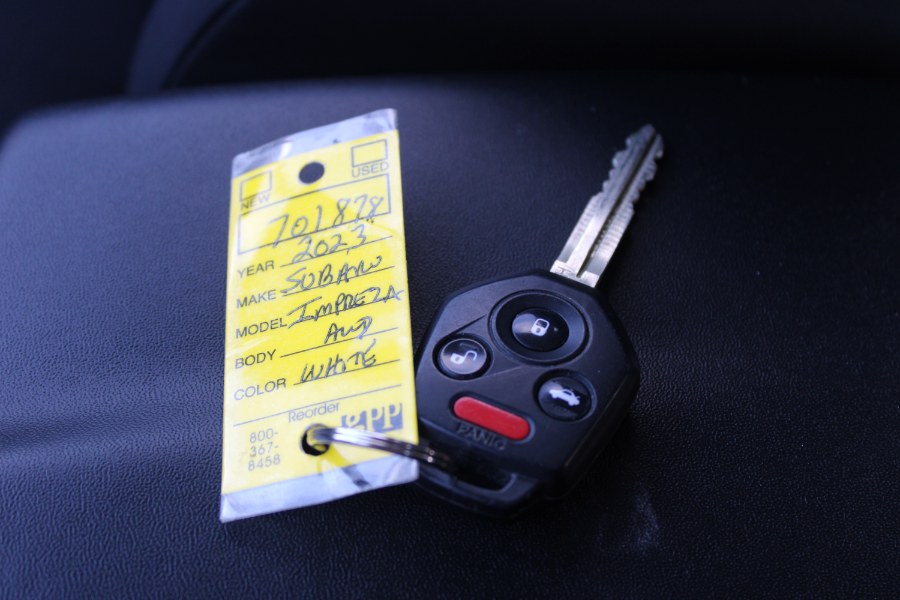 NEW USED
701878
YEAR 2023
MAKE SUBARU
MODEL IMPREZA
BODY AWD
COLOR WHITE
Reorder
800-
367-
8458
PANIC